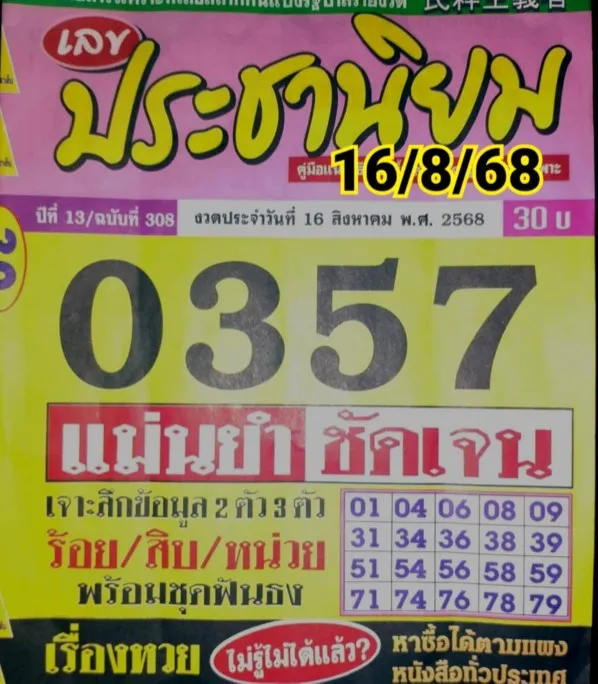 เลข
ประชานิยม
16/8/68
ปีที่ 13/ฉบับที่ 308
งวดประจำวันที่ 16 สิงหาคม พ.ศ. 2568
30 บ
0357
แม่นยำ ชัดเจน
เจาะลึกข้อมูล 2 ตัว 3 ตัว
ร้อย/สิบ/หน่วย
พร้อมชุดฟันธง
01 04 06 08 09
31 34 36 38 39
51 54 56 58 59
71 74 76 78 79
เรื่องหวย
ไม่รู้ไม่ได้แล้ว?
หาซื้อได้ตามแผง
หนังสือทั่วประเทศ